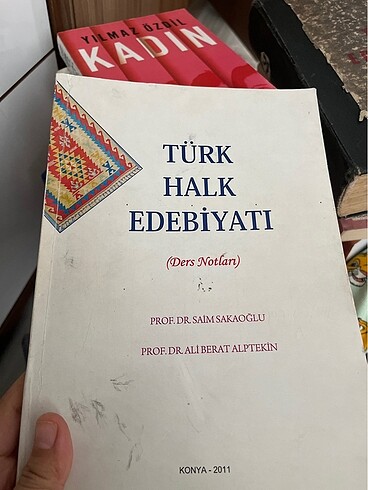 YILMAZ ÖZDİL
KADIN
TÜRK
HALK
EDEBİYATI
(Ders Notları)
PROF. DR. SAİM SAKAOĞLU
PROF. DR. ALİ BERAT ALPTEKİN
KONYA - 2011